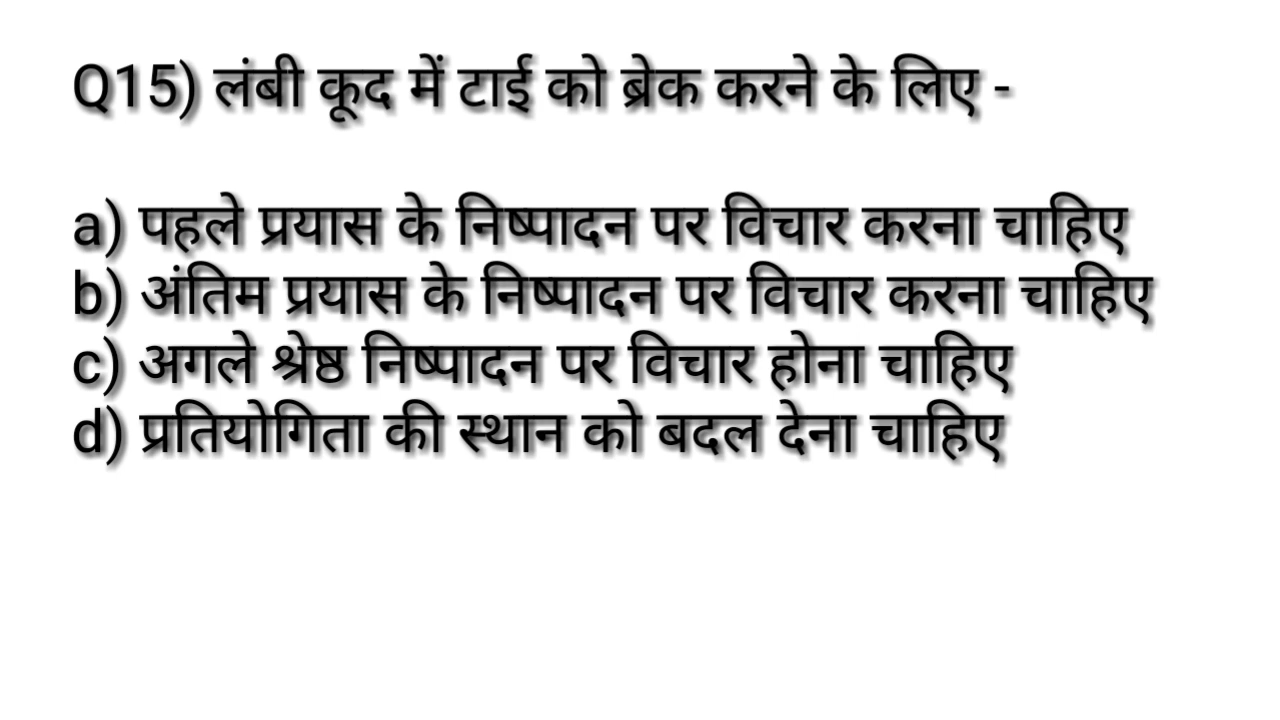 Q15) लंबी कूद में टाई को ब्रेक करने के लिए -
a) पहले प्रयास के निष्पादन पर विचार करना चाहिए
b) अंतिम प्रयास के निष्पादन पर विचार करना चाहिए
c) अगले श्रेष्ठ निष्पादन पर विचार होना चाहिए
d) प्रतियोगिता की स्थान को बदल देना चाहिए